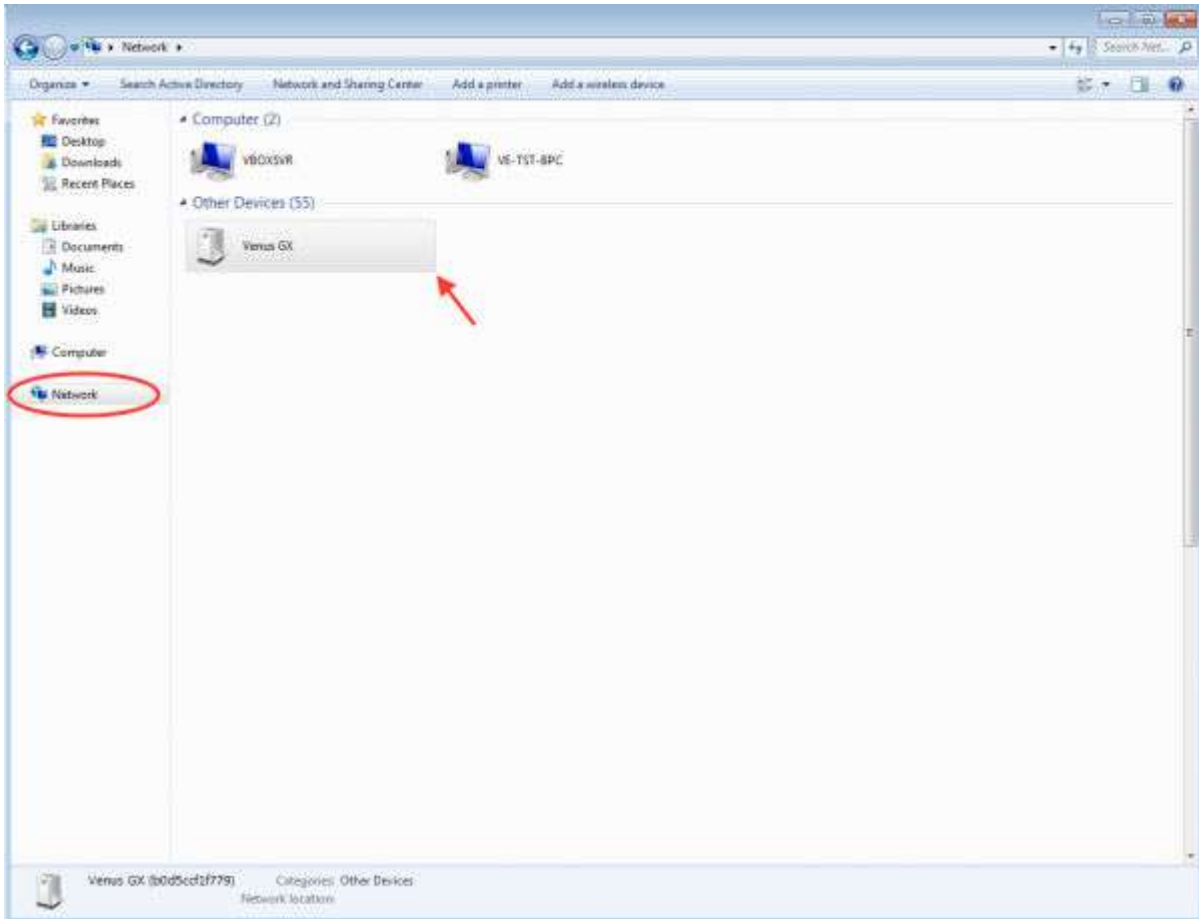 Network
Search Net...
Organize Search Active Directory Network and Sharing Center Add a printer Add a wireless device
Favorites
Desktop
Downloads
Recent Places
Libraries
Documents
Music
Pictures
Videos
Computer
Network
Computer (2)
VBOXSVR VE-TST-8PC
Other Devices (55)
Venus GX
Venus GX (b0d5ccf2f779) Categories: Other Devices
Network location: